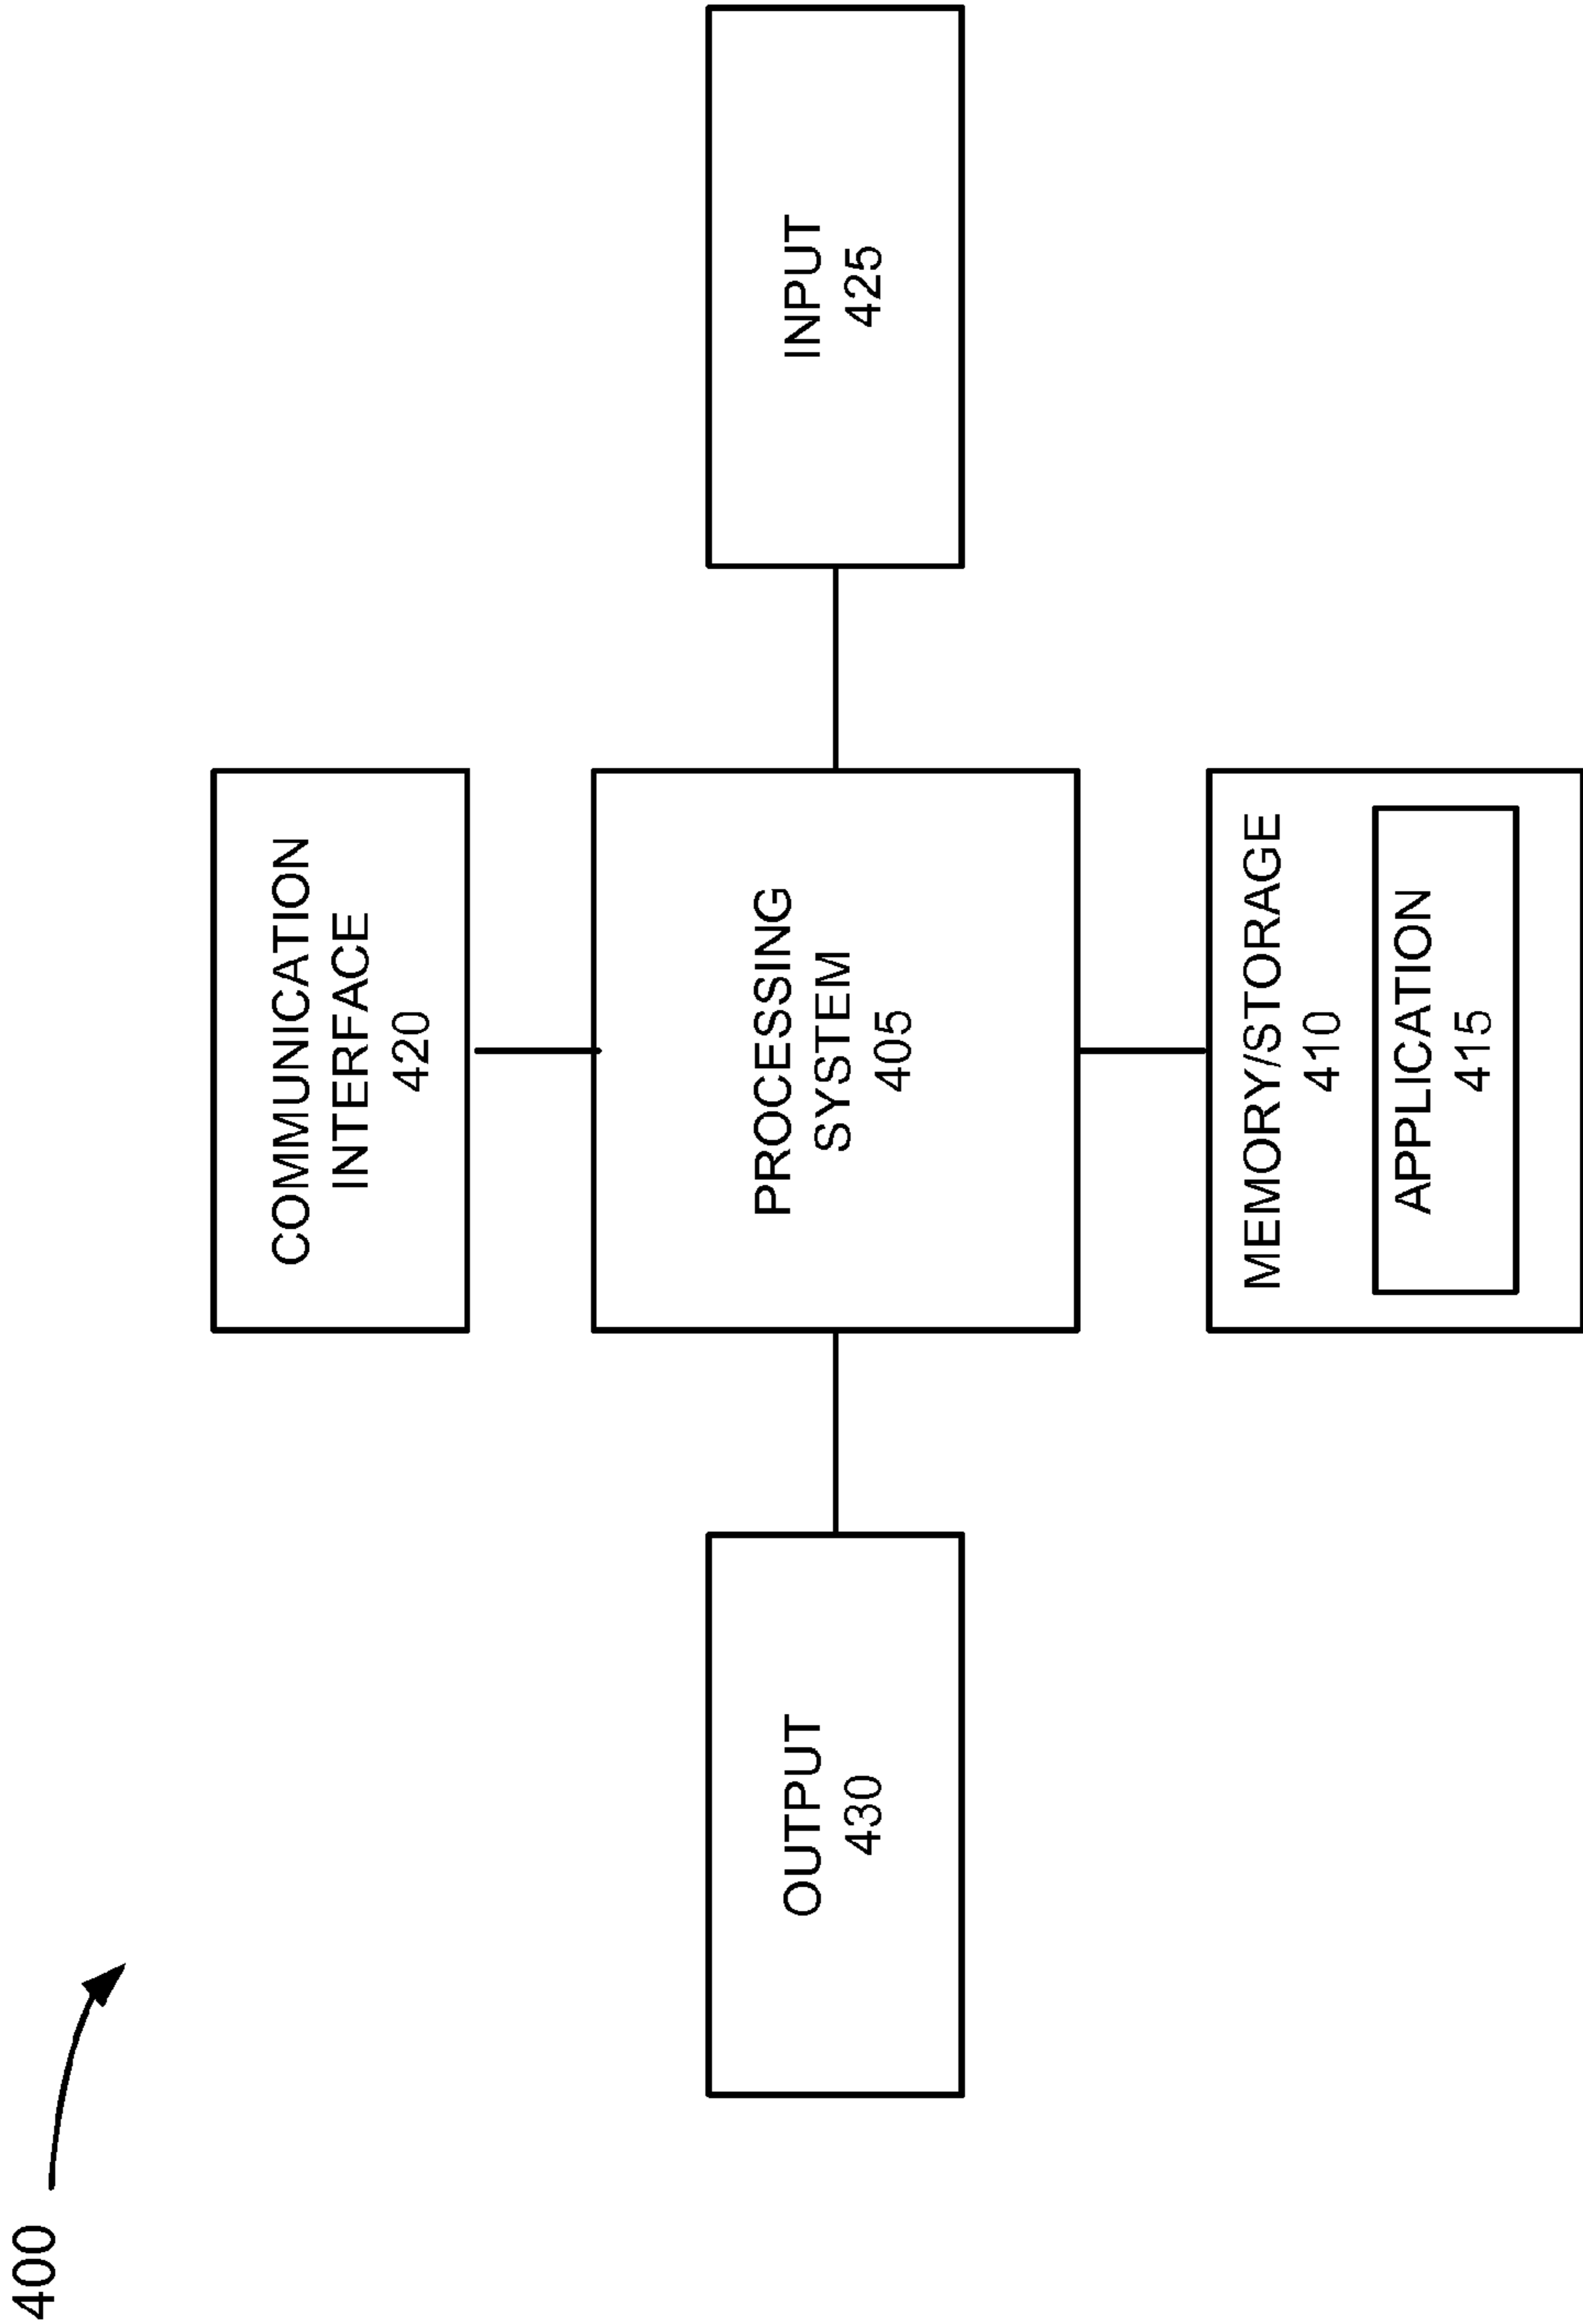 400
COMMUNICATION
INTERFACE
420
OUTPUT
430
PROCESSING
SYSTEM
405
INPUT
425
MEMORY/STORAGE
410
APPLICATION
415